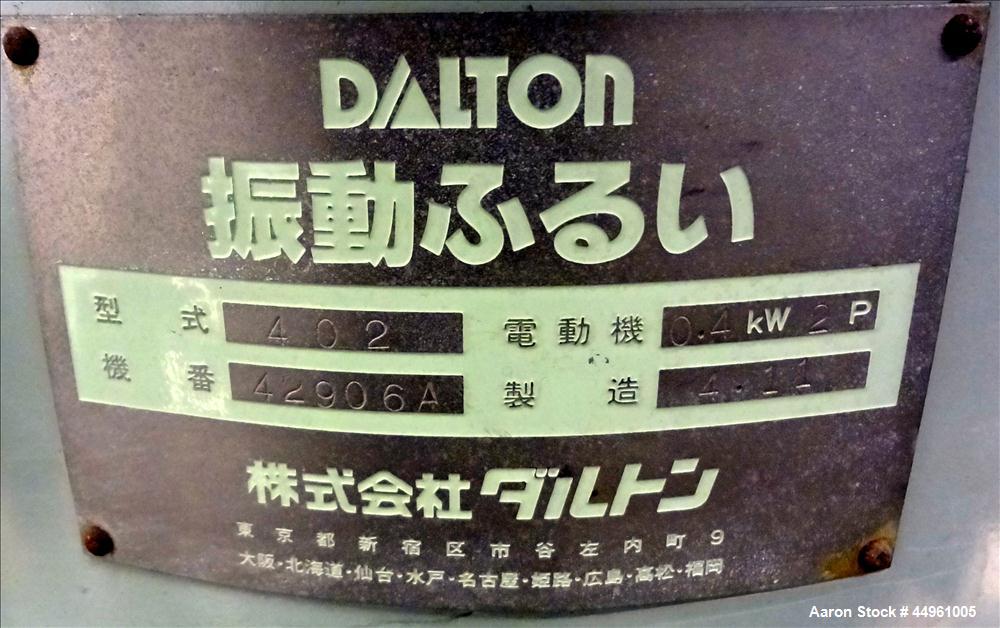 DALTON
振動ふるい
型式 402 電動機 0.4kW 2P
機番 42906A 製造 4.11
株式会社ダルトン
東京都新宿区市谷左内町9
大阪・北海道・仙台・水戸・名古屋・姫路・広島・高松・福岡
Aaron Stock # 44961005